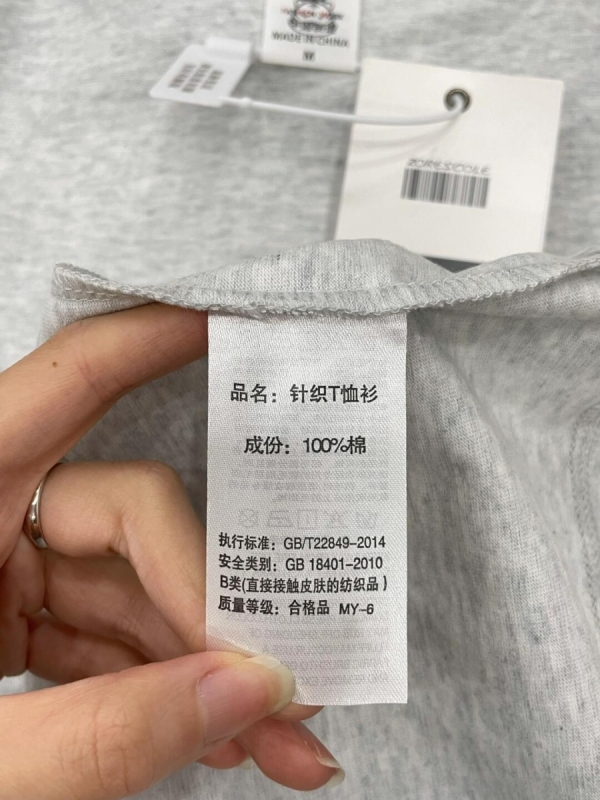 MADE IN CHINA
M
品名：针织T恤衫
成份：100%棉
执行标准：GB/T22849-2014
安全类别：GB 18401-2010
B类(直接接触皮肤的纺织品)
质量等级：合格品 MY-6